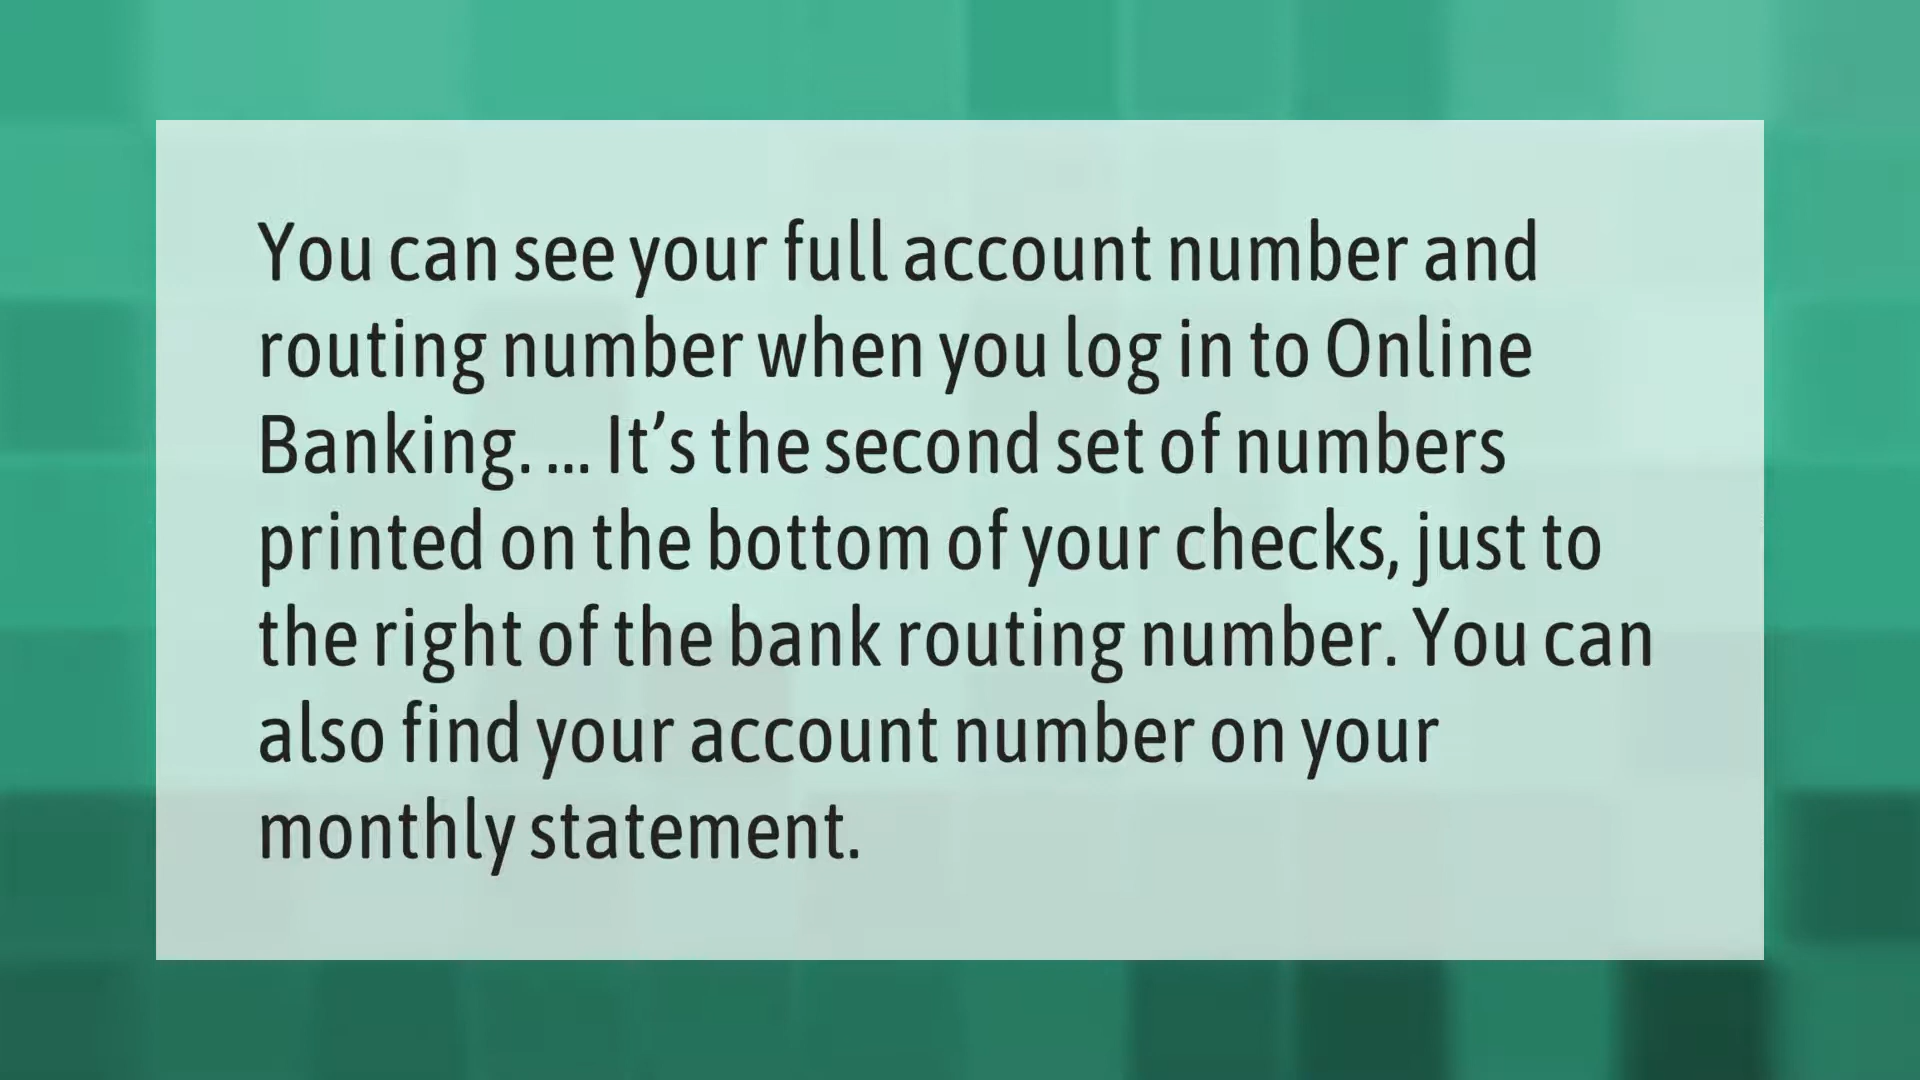 You can see your full account number and
routing number when you log in to Online
Banking. ... It’s the second set of numbers
printed on the bottom of your checks, just to
the right of the bank routing number. You can
also find your account number on your
monthly statement.